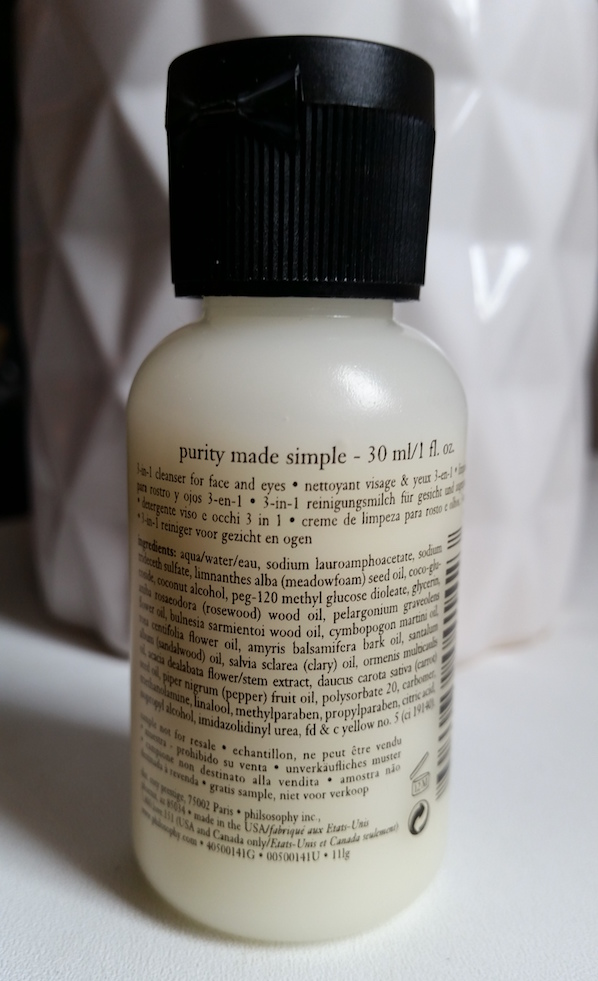 purity made simple - 30 ml/1 fl. oz.
3-in-1 cleanser for face and eyes • nettoyant visage & yeux 3-en-1 •
para rostro y ojos 3-en-1 • 3-in-1 reinigungsmilch für gesicht und
• detergente viso e occhi 3 in 1 • creme de limpeza para rosto e
• 3-in-1 reiniger voor gezicht en ogen
ingredients: aqua/water/eau, sodium lauroamphoacetate, sodium
trideceth sulfate, limnanthes alba (meadowfoam) seed oil, coco-glu-
coside, coconut alcohol, peg-120 methyl glucose dioleate, glycerin,
aniba rosaeodora (rosewood) wood oil, pelargonium graveolens
flower oil, bulnesia sarmientoi wood oil, cymbopogon martini oil,
rosa centifolia flower oil, amyris balsamifera bark oil, santalum
album (sandalwood) oil, salvia sclarea (clary) oil, ormenis multicaulis
oil, acacia dealbata flower/stem extract, daucus carota sativa (carrot)
seed oil, piper nigrum (pepper) fruit oil, polysorbate 20, carbomer,
linalool, methylparaben, propylparaben, citric acid,
isopropyl alcohol, imidazolidinyl urea, fd & c yellow no. 5 (ci 19140)
sample not for resale • echantillon, ne peut être vendu
• muestra - prohibido su venta • unverkäufliches muster
• campione non destinato alla vendita • amostra não
destinada à revenda • gratis sample, niet voor verkoop
75002 Paris • philsosophy inc.,
az 85034 • made in the USA/fabriqué aux Etats-Unis
(USA and Canada only/Etats-Unis et Canada seulement)
www.philosophy.com • 40500141G • 00500141U • 11lg
12M